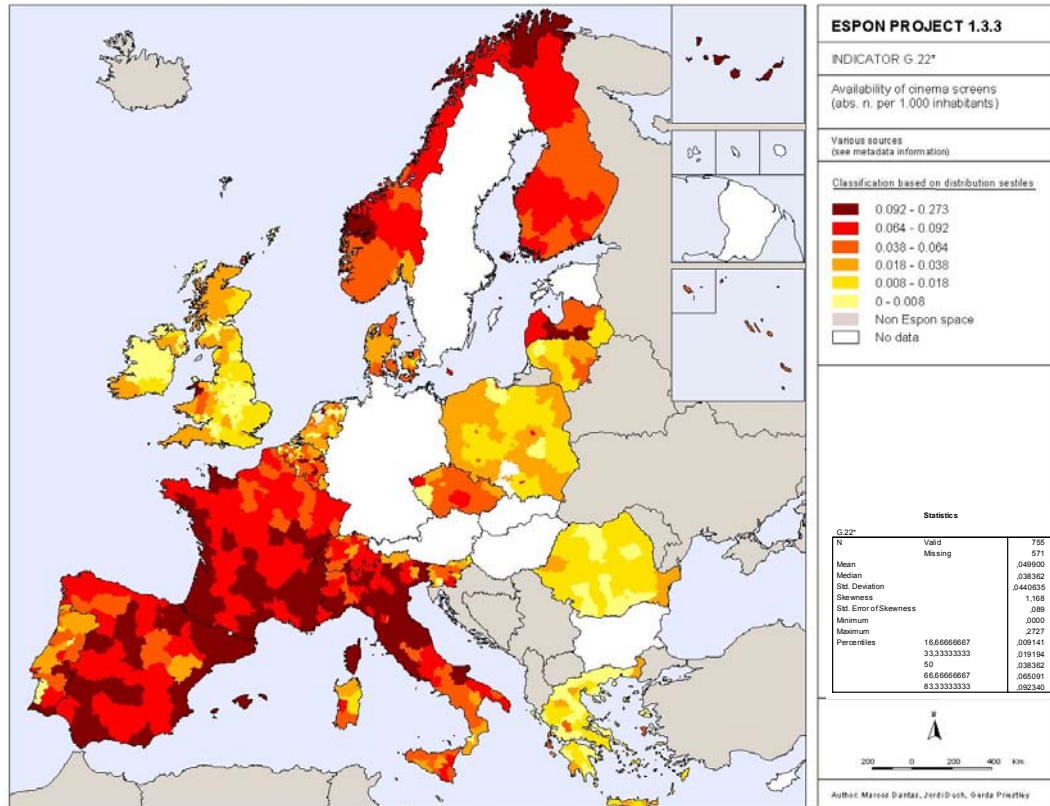 ESPON PROJECT 1.3.3
INDICATOR G.22*
Availability of cinema screens
(abs. n. per 1.000 inhabitants)
Various sources
(see metadata information)
Classification based on distribution sestiles
0.092 - 0.273
0.064 - 0.092
0.038 - 0.064
0.018 - 0.038
0.008 - 0.018
0 - 0.008
Non Espon space
No data
Statistics
G.22*
N Valid 755
Missing 571
Mean ,049900
Median ,038362
Std. Deviation ,0440635
Skewness 1,168
Std. Error of Skewness ,089
Minimum ,0000
Maximum ,2727
Percentiles 16,66666667 ,009141
33,33333333 ,019194
50 ,038362
66,66666667 ,065091
83,33333333 ,092340
N
200 0 200 400 Km
Author: Marcos Dantas, Jordi Duch, Gerda Priestley